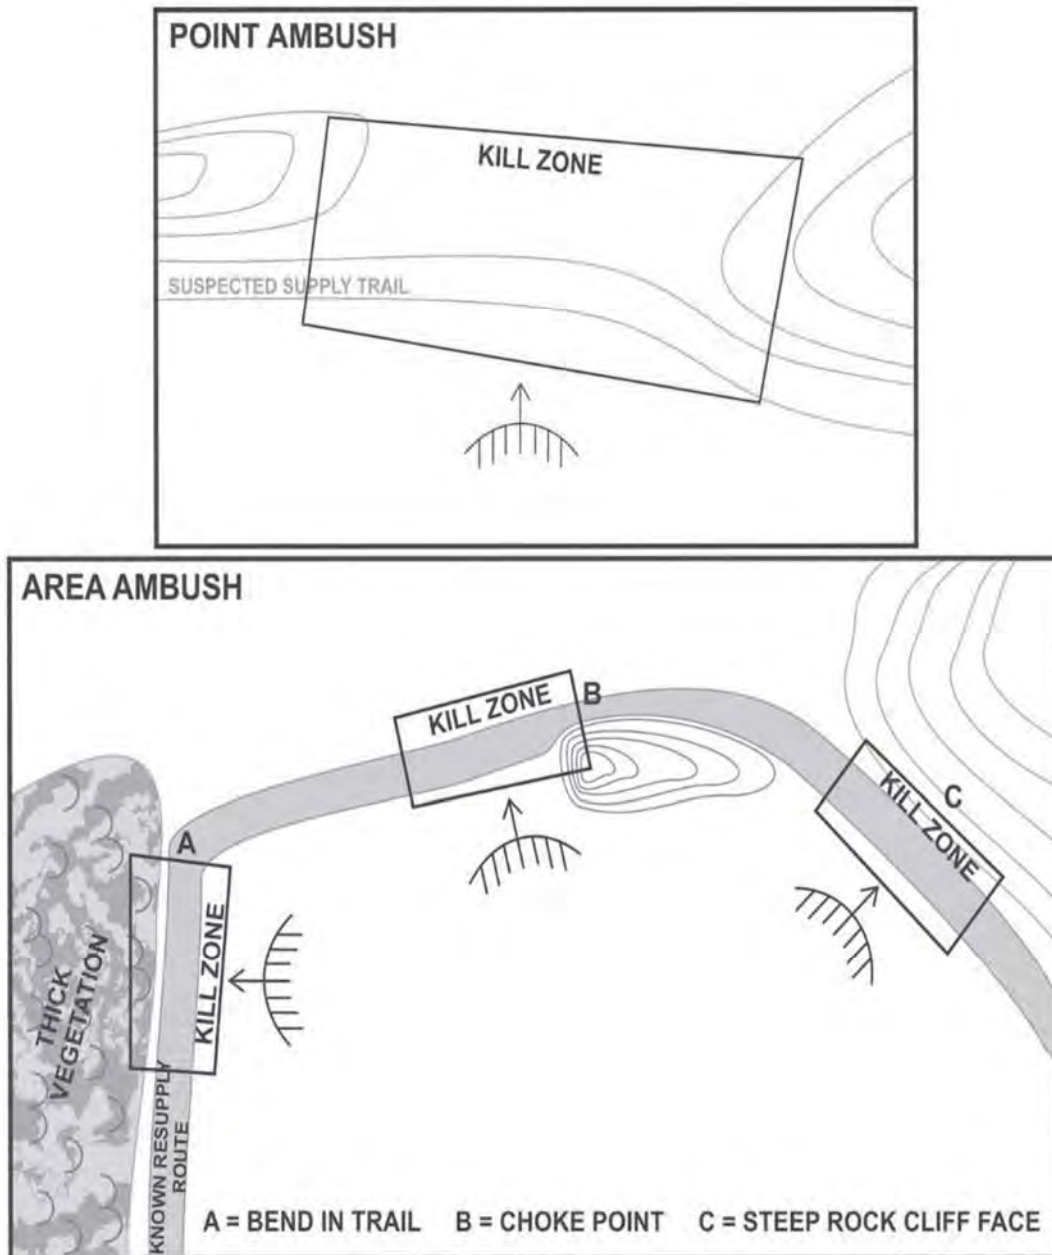 POINT AMBUSH
KILL ZONE
SUSPECTED SUPPLY TRAIL
AREA AMBUSH
KILL ZONE
B
KILL ZONE
C
A
KILL ZONE
THICK
VEGETATION
KNOWN RESUPPLY
ROUTE
A = BEND IN TRAIL B = CHOKE POINT C = STEEP ROCK CLIFF FACE